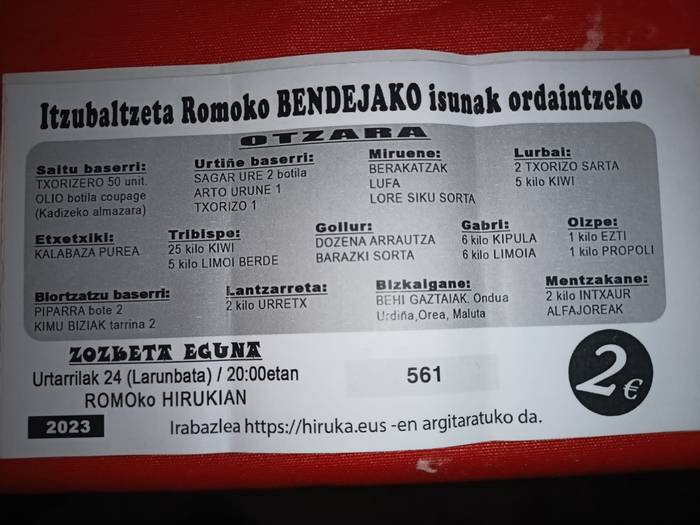 Itzubaltzeta Romoko BENDEJAKO isunak ordaintzeko
OTZARA
Saitu baserri:
TXORIZERO 50 unit.
OLIO botila coupage
(Kadizeko almazara)
Urtiñe baserri:
SAGAR URE 2 botila
ARTO URUNE 1
TXORIZO 1
Miruene:
BERAKATZAK
LUFA
LORE SIKU SORTA
Lurbai:
2 TXORIZO SARTA
5 kilo KIWI
Etxetxiki:
KALABAZA PUREA
Tribispe:
25 kilo KIWI
5 kilo LIMOI BERDE
Gollur:
DOZENA ARRAUTZA
BARAZKI SORTA
Gabri:
6 kilo KIPULA
6 kilo LIMOIA
Oizpe:
1 kilo EZTI
1 kilo PROPOLI
Biortzatzu baserri:
PIPARRA bote 2
KIMU BIZIAK tarrina 2
Lantzarreta:
2 kilo URRETX
Bizkaigane:
BEHI GAZTAIAK. Ondua
Urdiña,Orea, Maluta
Mentzakane:
2 kilo INTXAUR
ALFAJOREAK
ZOZKETA EGUNA
Urtarrilak 24 (Larunbata) / 20:00etan
ROMOko HIRUKIAN
561
2€
2023
Irabazlea https://hiruka.eus -en argitaratuko da.